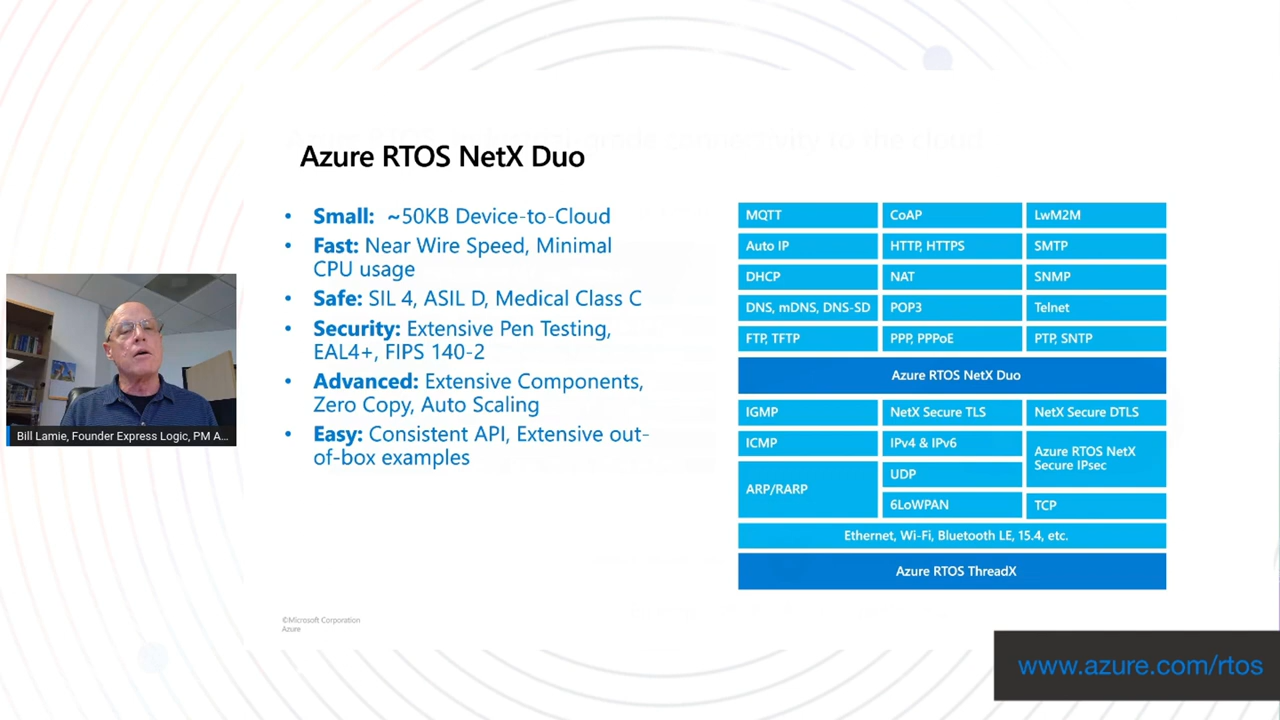 Azure RTOS NetX Duo
• Small: ~50KB Device-to-Cloud
• Fast: Near Wire Speed, Minimal
CPU usage
• Safe: SIL 4, ASIL D, Medical Class C
• Security: Extensive Pen Testing,
EAL4+, FIPS 140-2
• Advanced: Extensive Components,
Zero Copy, Auto Scaling
• Easy: Consistent API, Extensive out-
of-box examples
MQTT CoAP LwM2M
Auto IP HTTP, HTTPS SMTP
DHCP NAT SNMP
DNS, mDNS, DNS-SD POP3 Telnet
FTP, TFTP PPP, PPPoE PTP, SNTP
Azure RTOS NetX Duo
IGMP NetX Secure TLS NetX Secure DTLS
ICMP IPv4 & IPv6 Azure RTOS NetX
Secure IPsec
ARP/RARP UDP
6LoWPAN TCP
Ethernet, Wi-Fi, Bluetooth LE, 15.4, etc.
Azure RTOS ThreadX
Bill Lamie, Founder Express Logic, PM A...
©Microsoft Corporation
Azure
www.azure.com/rtos